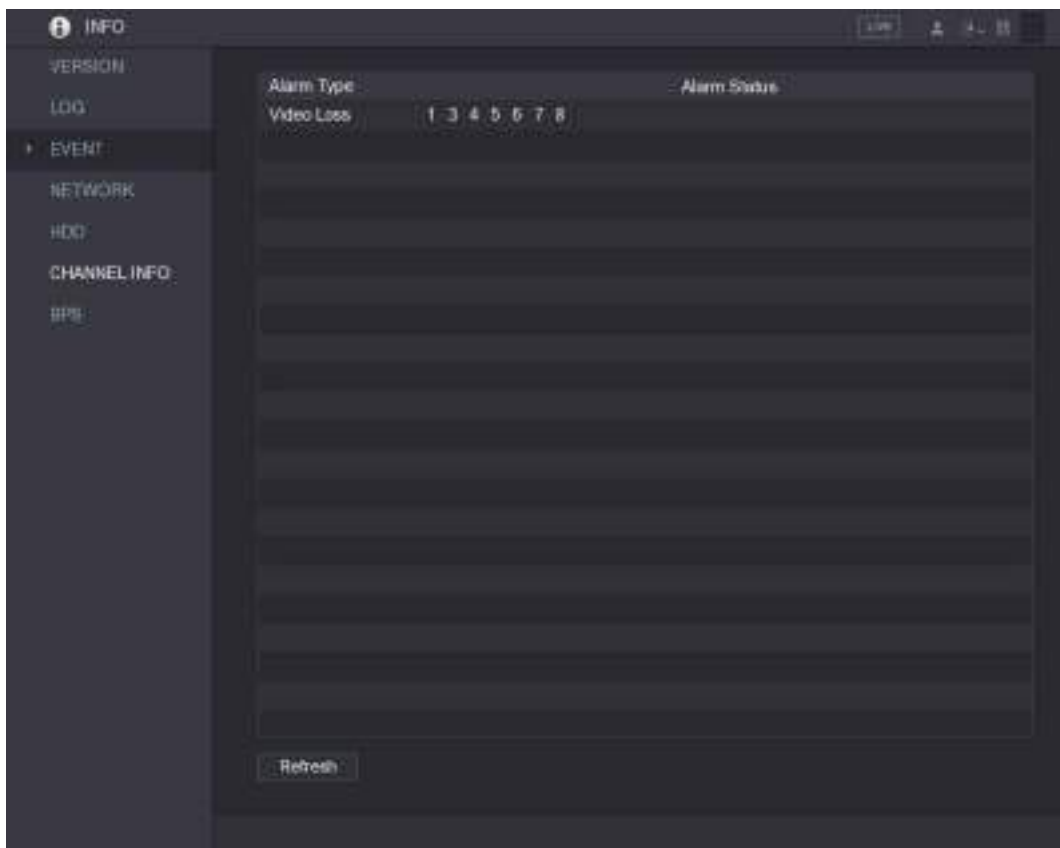 INFO
LIVE
VERSION
LOG
EVENT
NETWORK
HDD
CHANNEL INFO
BPS
Alarm Type Alarm Status
Video Loss 1 3 4 5 6 7 8
Refresh